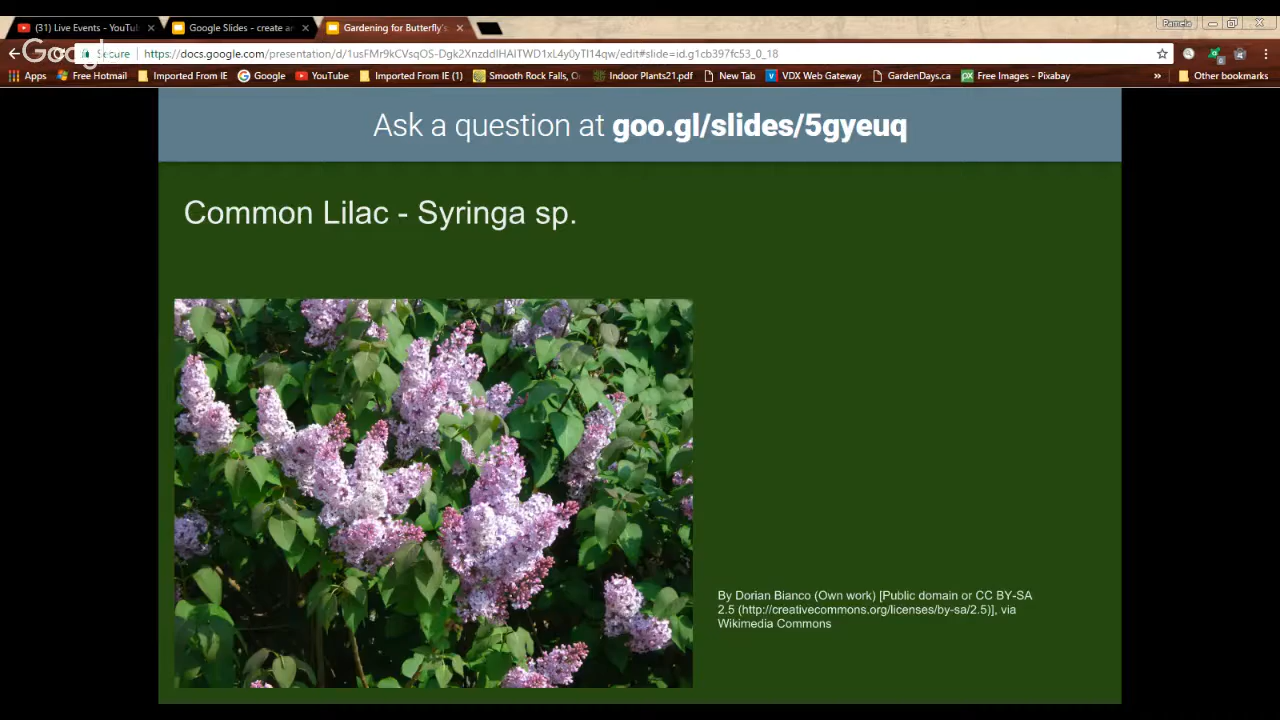 (31) Live Events - YouTu
Google Slides - create an
Gardening for Butterfly's
Pamela
Secure
https://docs.google.com/presentation/d/1usFMr9kCVsqOS-Dgk2XnzddIHAITWD1xL4y0yTl14qw/edit#slide=id.g1cb397fc53_0_18
Apps Free Hotmail Imported From IE Google YouTube Imported From IE (1) Smooth Rock Falls, O Indoor Plants21.pdf New Tab VDX Web Gateway GardenDays.ca Free Images - Pixabay » Other bookmarks
Ask a question at goo.gl/slides/5gyeuq
Common Lilac - Syringa sp.
By Dorian Bianco (Own work) [Public domain or CC BY-SA
2.5 (http://creativecommons.org/licenses/by-sa/2.5)], via
Wikimedia Commons